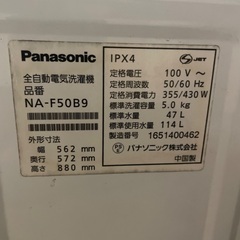 Panasonic
全自動電気洗濯機
品番
NA-F50B9
外形寸法
幅 562 mm
奥行 572 mm
高さ 880 mm
IPX4
JET
定格電圧 100 V ～
定格周波数 50/60 Hz
定格消費電力 355/430 W
標準洗濯容量 5.0 kg
標準水量 47 L
標準使用水量 114 L
製造番号 1651400462
パナソニック株式会社
中国製